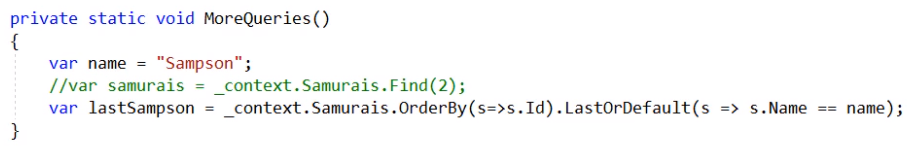 private static void MoreQueries()
{
    var name = "Sampson";
    //var samurais = _context.Samurais.Find(2);
    var lastSampson = _context.Samurais.OrderBy(s=>s.Id).LastOrDefault(s => s.Name == name);
}